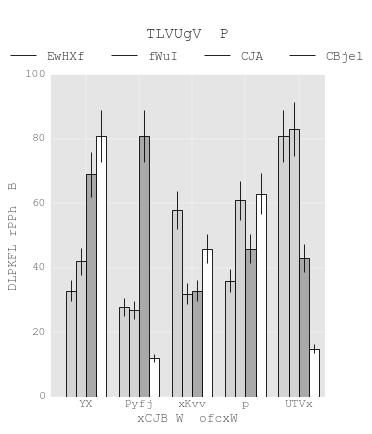 TLVUgV P
EwHXf fWuI CJA CBjel
100
80
60
40
20
0
DLPKFL rPPh B
YX Pyfj xKvv p UTVx
xCJB W ofcxW